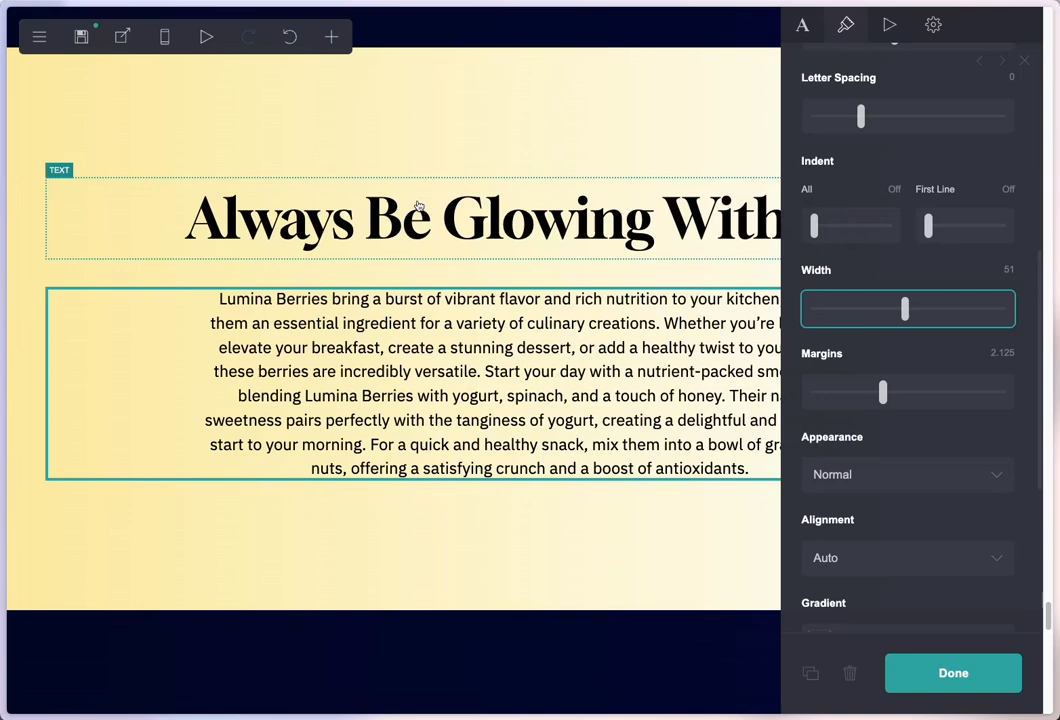 TEXT
Always Be Glowing With
Lumina Berries bring a burst of vibrant flavor and rich nutrition to your kitchen
them an essential ingredient for a variety of culinary creations. Whether you're
elevate your breakfast, create a stunning dessert, or add a healthy twist to
these berries are incredibly versatile. Start your day with a nutrient-packed
blending Lumina Berries with yogurt, spinach, and a touch of honey. Their
sweetness pairs perfectly with the tanginess of yogurt, creating a delightful and
start to your morning. For a quick and healthy snack, mix them into a bowl of
nuts, offering a satisfying crunch and a boost of antioxidants.
A
Letter Spacing 0
Indent
All Off First Line Off
Width 51
Margins 2.125
Appearance
Normal
Alignment
Auto
Gradient
Done